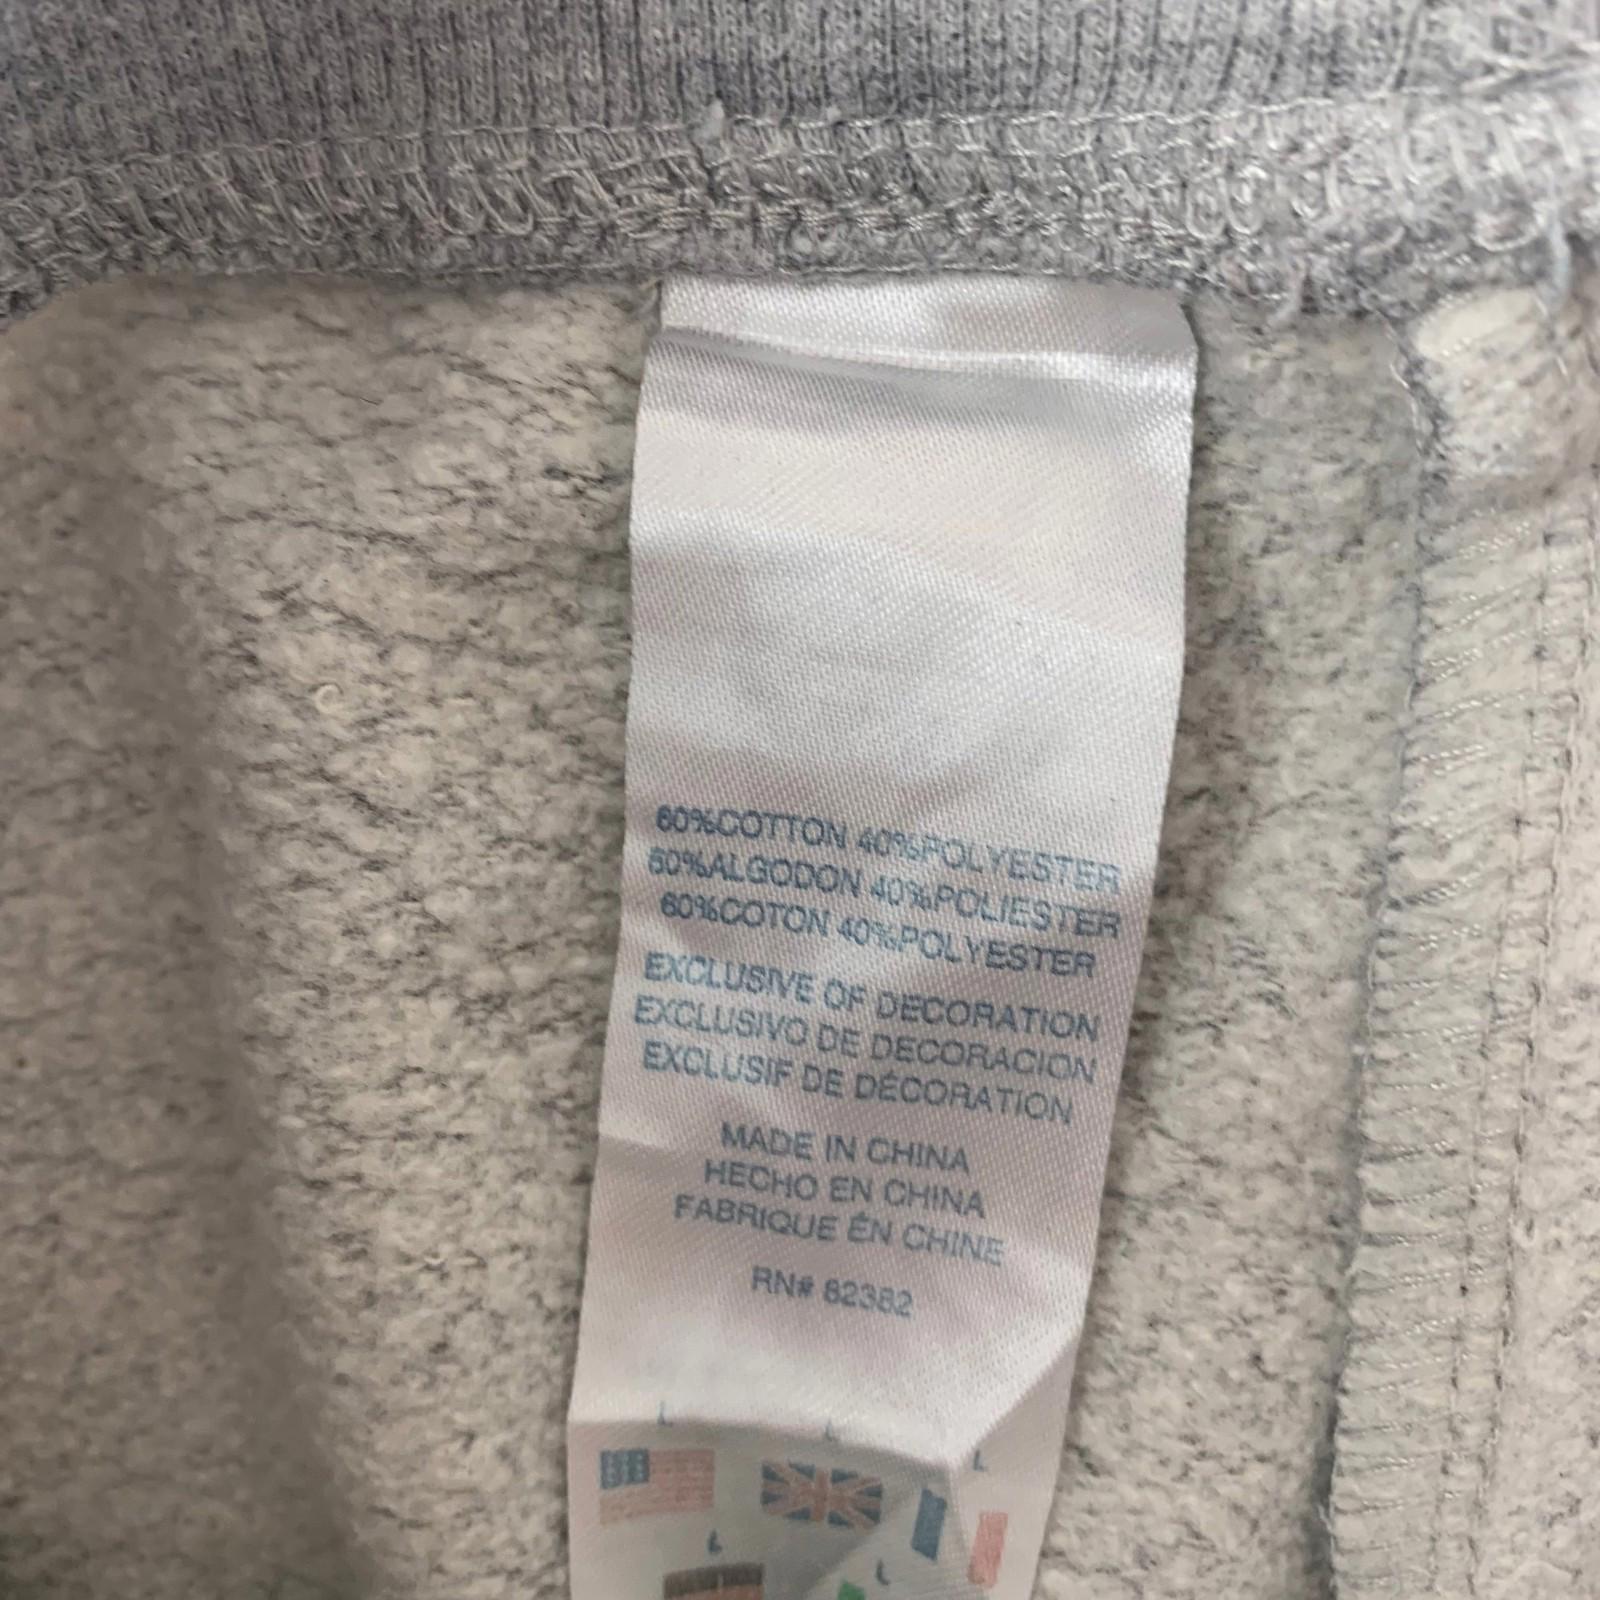 60%COTTON 40%POLYESTER
60%ALGODON 40%POLIESTER
60%COTON 40%POLYESTER
EXCLUSIVE OF DECORATION
EXCLUSIVO DE DECORACION
EXCLUSIF DE DÉCORATION
MADE IN CHINA
HECHO EN CHINA
FABRIQUE ÉN CHINE
RN# 82382
L L L
L L